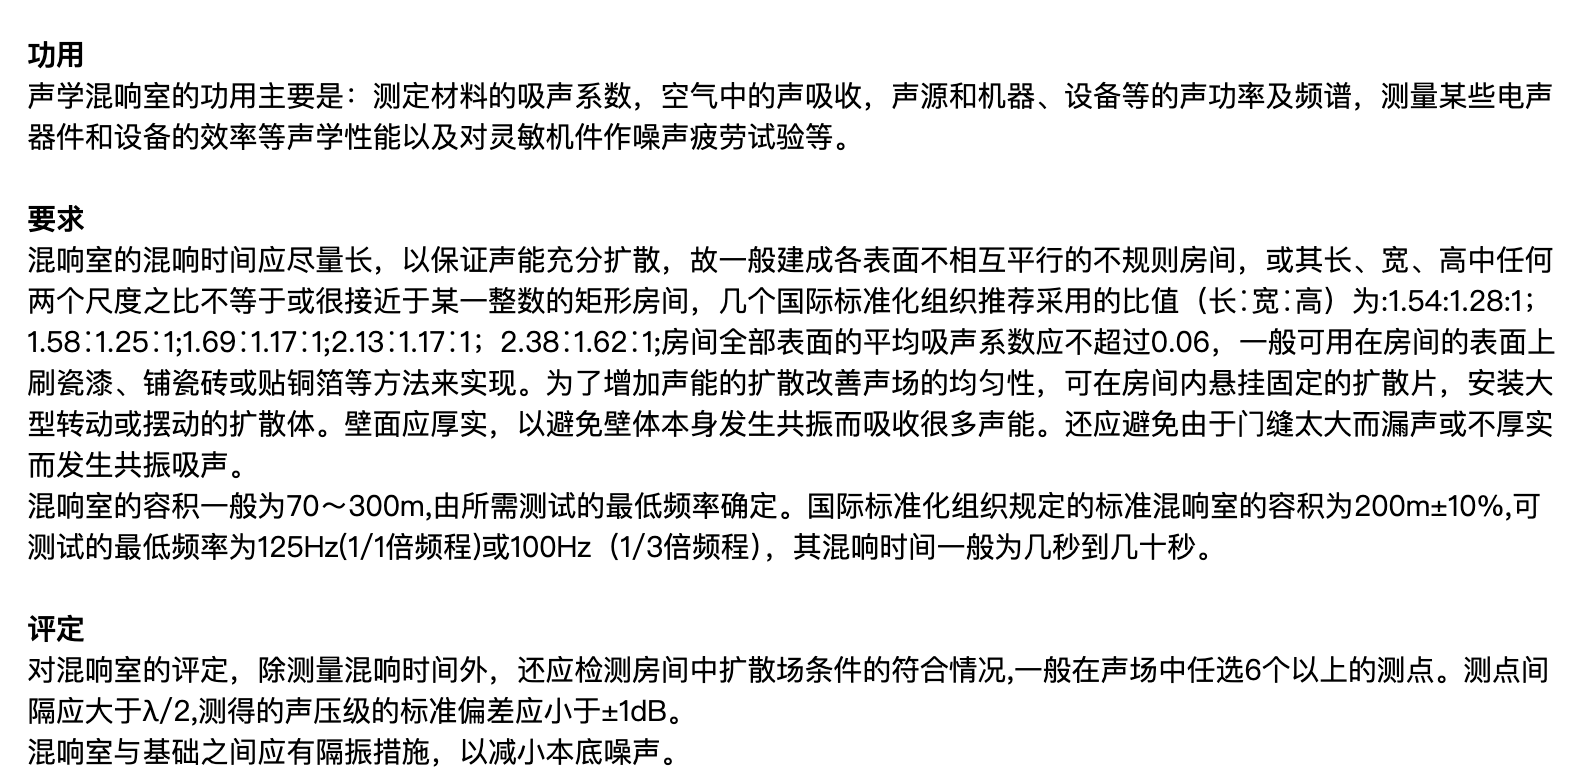 功用
声学混响室的功用主要是：测定材料的吸声系数，空气中的声吸收，声源和机器、设备等的声功率及频谱，测量某些电声
器件和设备的效率等声学性能以及对灵敏机件作噪声疲劳试验等。
要求
混响室的混响时间应尽量长，以保证声能充分扩散，故一般建成各表面不相互平行的不规则房间，或其长、宽、高中任何
两个尺度之比不等于或很接近于某一整数的矩形房间，几个国际标准化组织推荐采用的比值（长∶宽∶高）为:1.54:1.28:1；
1.58∶1.25∶1;1.69∶1.17∶1;2.13∶1.17∶1；2.38∶1.62∶1;房间全部表面的平均吸声系数应不超过0.06，一般可用在房间的表面上
刷瓷漆、铺瓷砖或贴铜箔等方法来实现。为了增加声能的扩散改善声场的均匀性，可在房间内悬挂固定的扩散片，安装大
型转动或摆动的扩散体。壁面应厚实，以避免壁体本身发生共振而吸收很多声能。还应避免由于门缝太大而漏声或不厚实
而发生共振吸声。
混响室的容积一般为70～300m,由所需测试的最低频率确定。国际标准化组织规定的标准混响室的容积为200m±10%,可
测试的最低频率为125Hz(1/1倍频程)或100Hz（1/3倍频程），其混响时间一般为几秒到几十秒。
评定
对混响室的评定，除测量混响时间外，还应检测房间中扩散场条件的符合情况,一般在声场中任选6个以上的测点。测点间
隔应大于λ/2,测得的声压级的标准偏差应小于±1dB。
混响室与基础之间应有隔振措施，以减小本底噪声。